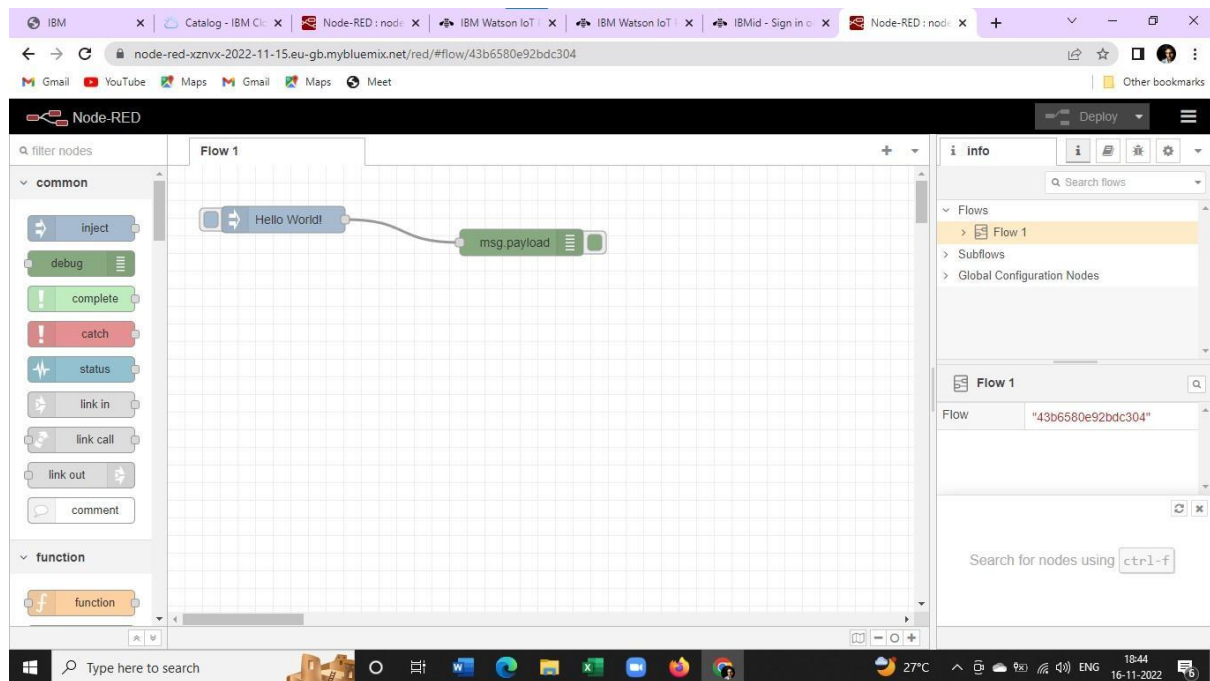 IBM
Catalog - IBM Clo
Node-RED : node
IBM Watson IoT
IBM Watson IoT
IBMid - Sign in o
Node-RED : node
node-red-xznvx-2022-11-15.eu-gb.mybluemix.net/red/#flow/43b6580e92bdc304
Gmail YouTube Maps Gmail Maps Meet Other bookmarks
Node-RED Deploy
filter nodes
Flow 1
i info
i
Search flows
common
inject
debug
complete
catch
status
link in
link call
link out
comment
function
function
Hello World!
msg.payload
Flows
Flow 1
Subflows
Global Configuration Nodes
Flow 1
Flow "43b6580e92bdc304"
Search for nodes using ctrl-f
Type here to search
27°C
ENG
18:44
16-11-2022
6